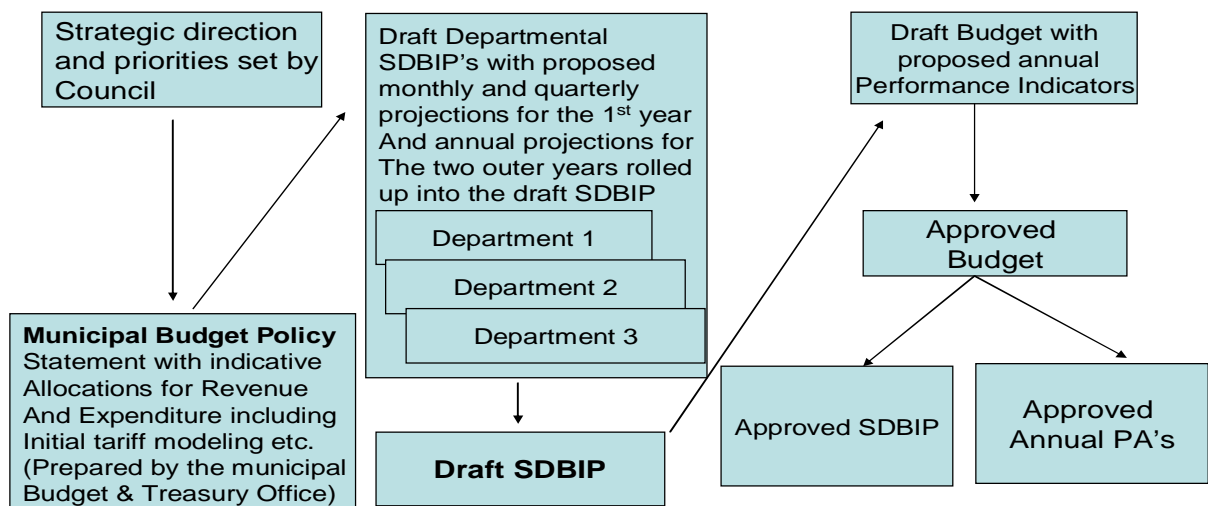 Strategic direction
and priorities set by
Council
Municipal Budget Policy
Statement with indicative
Allocations for Revenue
And Expenditure including
Initial tariff modeling etc.
(Prepared by the municipal
Budget & Treasury Office)
Draft Departmental
SDBIP's with proposed
monthly and quarterly
projections for the 1st year
And annual projections for
The two outer years rolled
up into the draft SDBIP
Department 1
Department 2
Department 3
Draft SDBIP
Draft Budget with
proposed annual
Performance Indicators
Approved
Budget
Approved SDBIP
Approved
Annual PA's